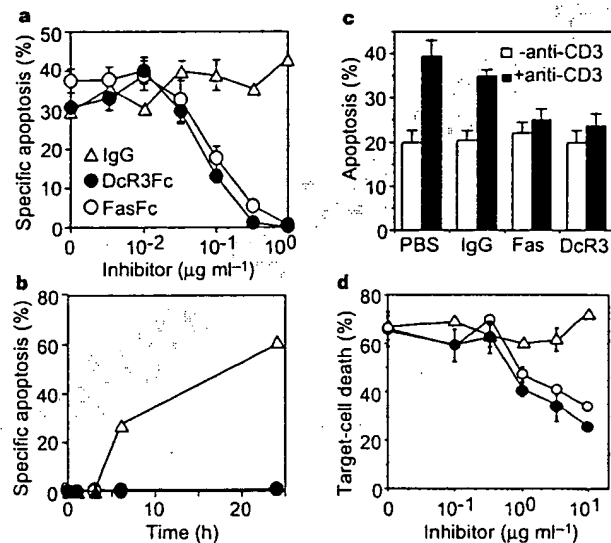 a
Specific apoptosis (%)
50
40
30
20
10
0
△ IgG
● DcR3Fc
○ FasFc
0 10⁻² 10⁻¹ 10⁰
Inhibitor (μg ml⁻¹)
b
Specific apoptosis (%)
80
60
40
20
0
0 10 20
Time (h)
c
Apoptosis (%)
40
30
20
10
0
-anti-CD3
+anti-CD3
PBS IgG Fas DcR3
d
Target-cell death (%)
80
60
40
20
0 10⁻¹ 10⁰ 10¹
Inhibitor (μg ml⁻¹)